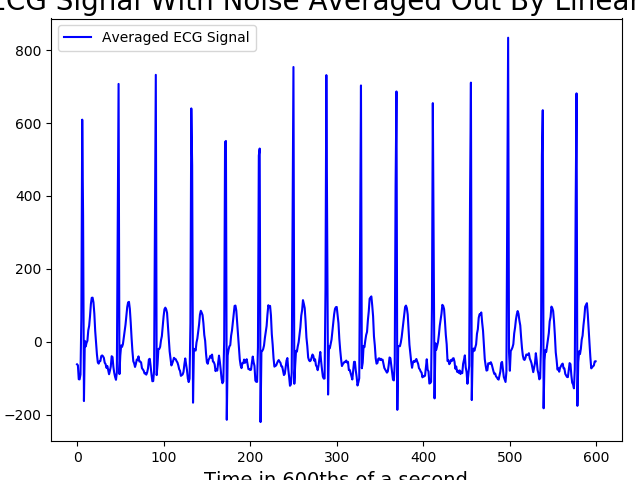 ECG Signal With Noise Averaged Out By Linear
Averaged ECG Signal
800
600
400
200
0
−200
0 100 200 300 400 500 600
Time in 600ths of a second